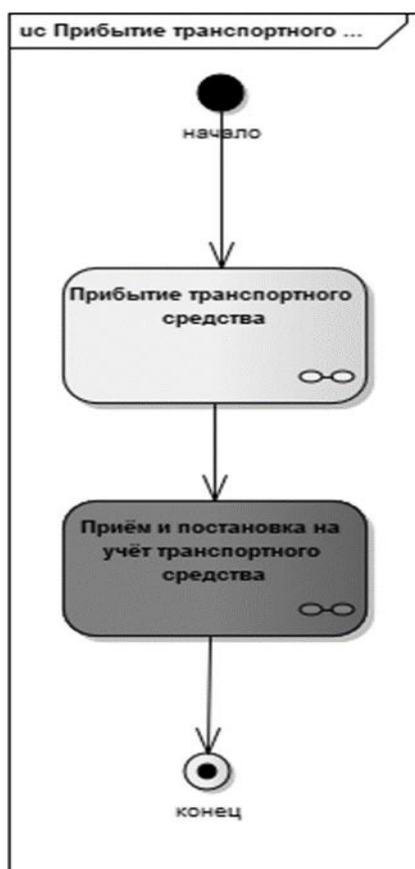 uc Прибытие транспортного ...
начало
Прибытие транспортного
средства
Приём и постановка на
учёт транспортного
средства
конец